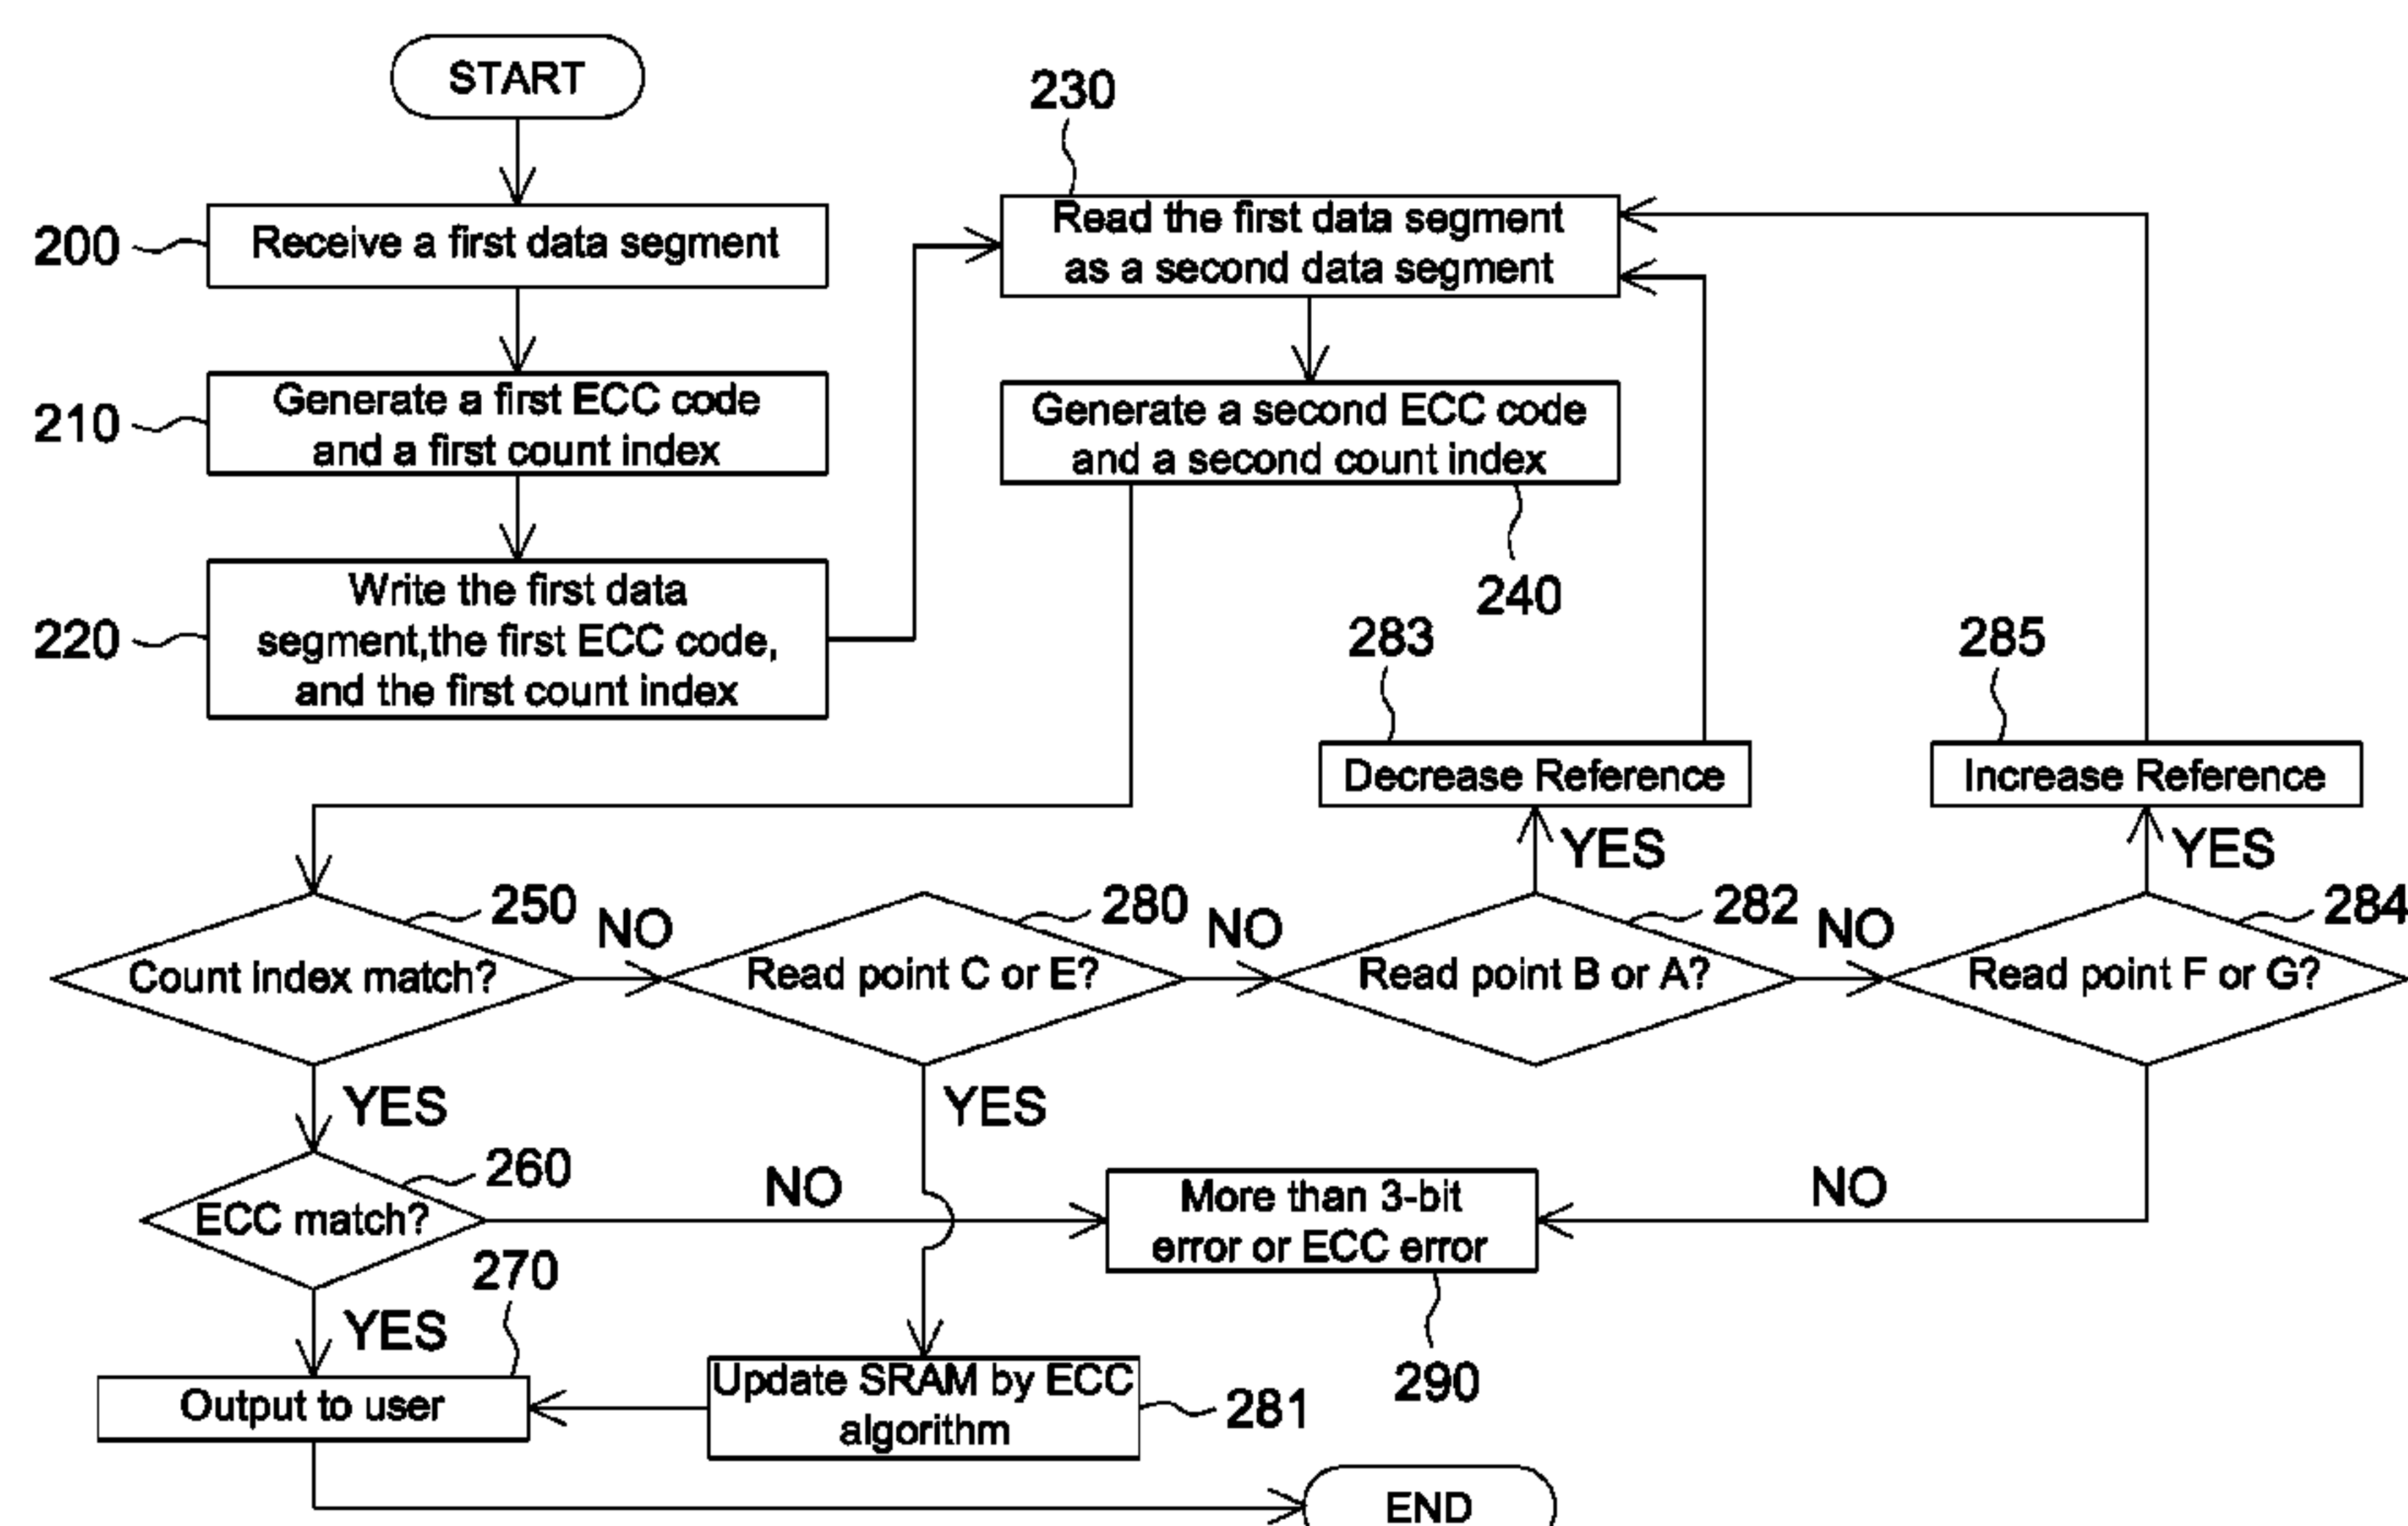 START
200
Receive a first data segment
210
Generate a first ECC code
and a first count index
220
Write the first data
segment,the first ECC code,
and the first count index
230
Read the first data segment
as a second data segment
Generate a second ECC code
and a second count index
240
283
Decrease Reference
YES
285
Increase Reference
YES
250
Count index match?
NO
280
Read point C or E?
NO
282
Read point B or A?
NO
284
Read point F or G?
YES
YES
260
ECC match?
NO
More than 3-bit
error or ECC error
290
NO
YES
270
Output to user
Update SRAM by ECC
algorithm
281
END